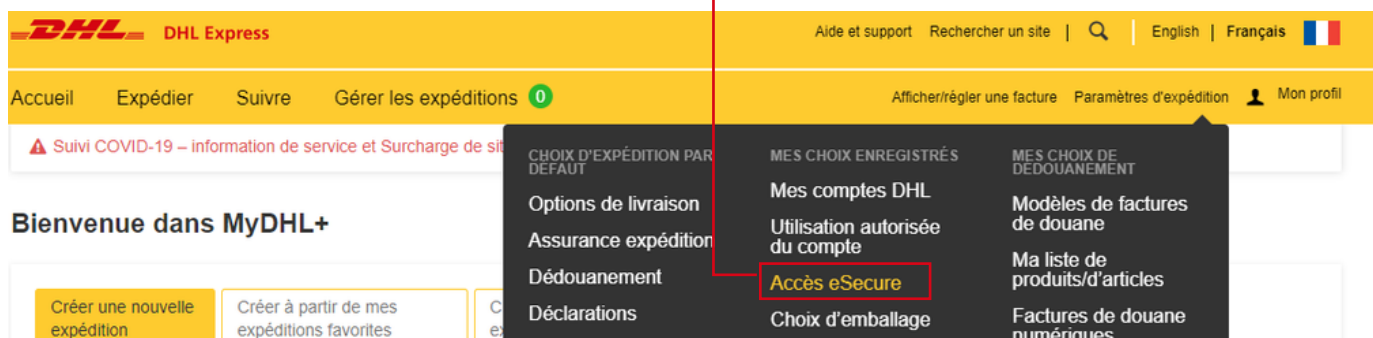 DHL DHL Express
Aide et support Rechercher un site | English | Français
Accueil Expédier Suivre Gérer les expéditions 0
Afficher/régler une facture Paramètres d'expédition Mon profil
Suivi COVID-19 – information de service et Surcharge de sit
Bienvenue dans MyDHL+
Créer une nouvelle
expédition
Créer à partir de mes
expéditions favorites
C
ex
CHOIX D'EXPÉDITION PAR
DÉFAUT
Options de livraison
Assurance expédition
Dédouanement
Déclarations
MES CHOIX ENREGISTRÉS
Mes comptes DHL
Utilisation autorisée
du compte
Accès eSecure
Choix d'emballage
MES CHOIX DE
DÉDOUANEMENT
Modèles de factures
de douane
Ma liste de
produits/d'articles
Factures de douane
numériques